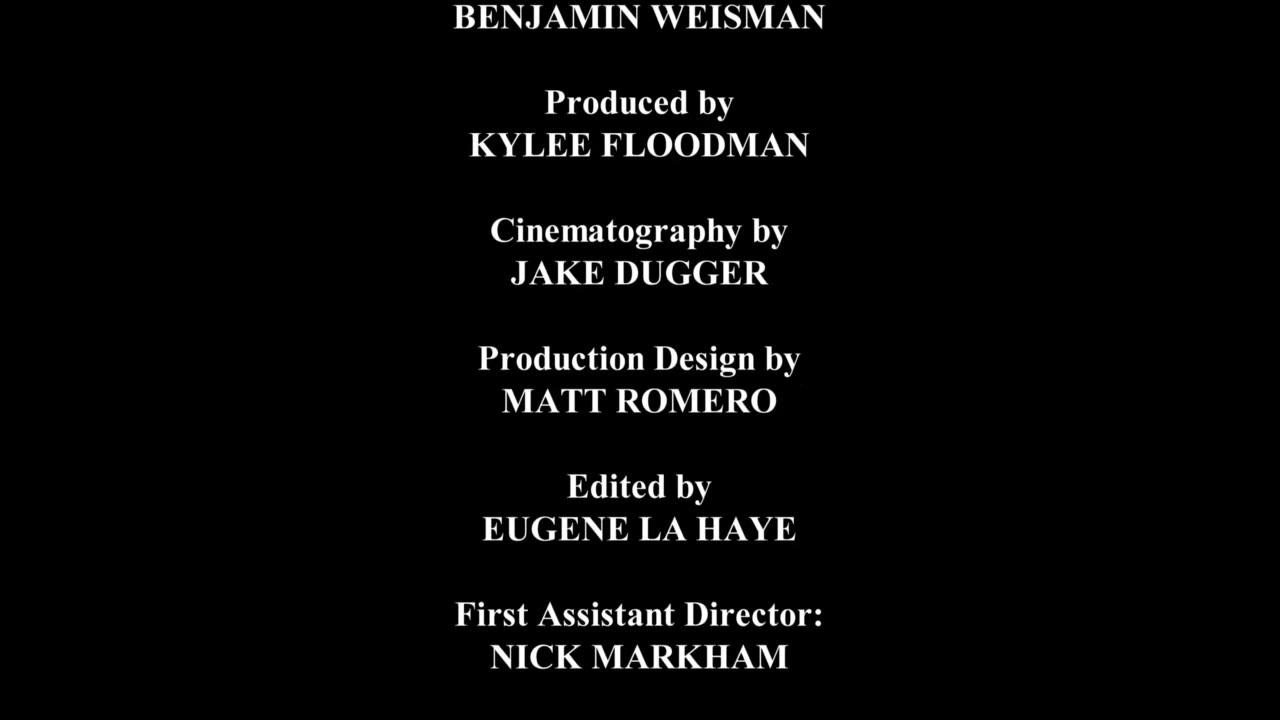 BENJAMIN WEISMAN
Produced by
KYLEE FLOODMAN
Cinematography by
JAKE DUGGER
Production Design by
MATT ROMERO
Edited by
EUGENE LA HAYE
First Assistant Director:
NICK MARKHAM